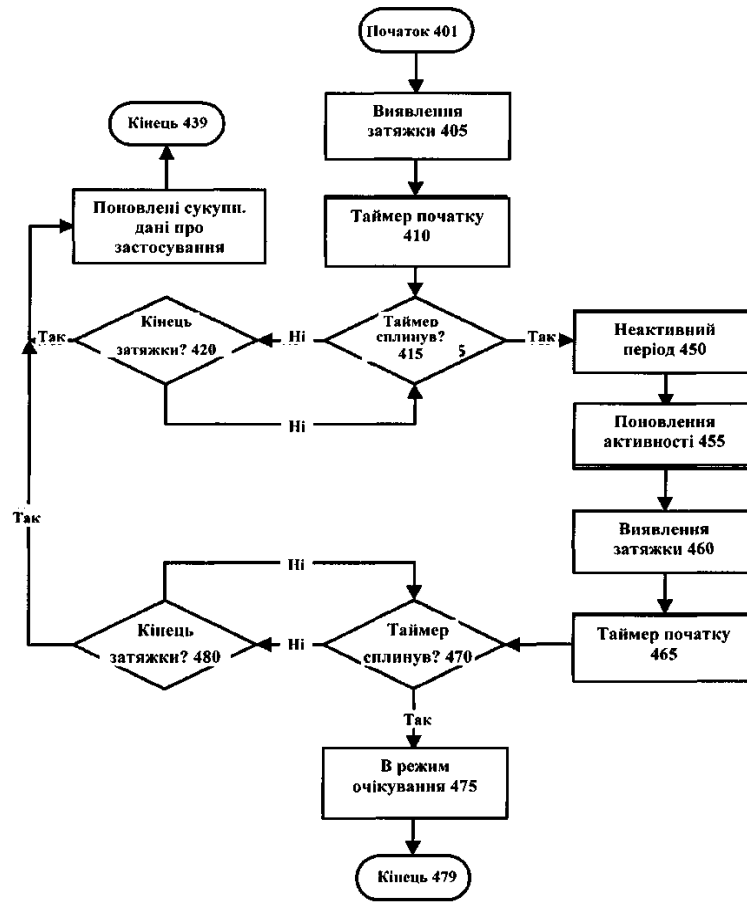 Початок 401
Виявлення
затяжки 405
Кінець 439
Таймер початку
410
Поновлені сукупн.
дані про
застосування
Так
Кінець
затяжки? 420
Ні
Таймер
сплинув?
415 5
Так
Неактивний
період 450
Ні
Поновлення
активності 455
Так
Виявлення
затяжки 460
Ні
Кінець
затяжки? 480
Ні
Таймер
сплинув? 470
Таймер початку
465
Так
В режим
очікування 475
Кінець 479